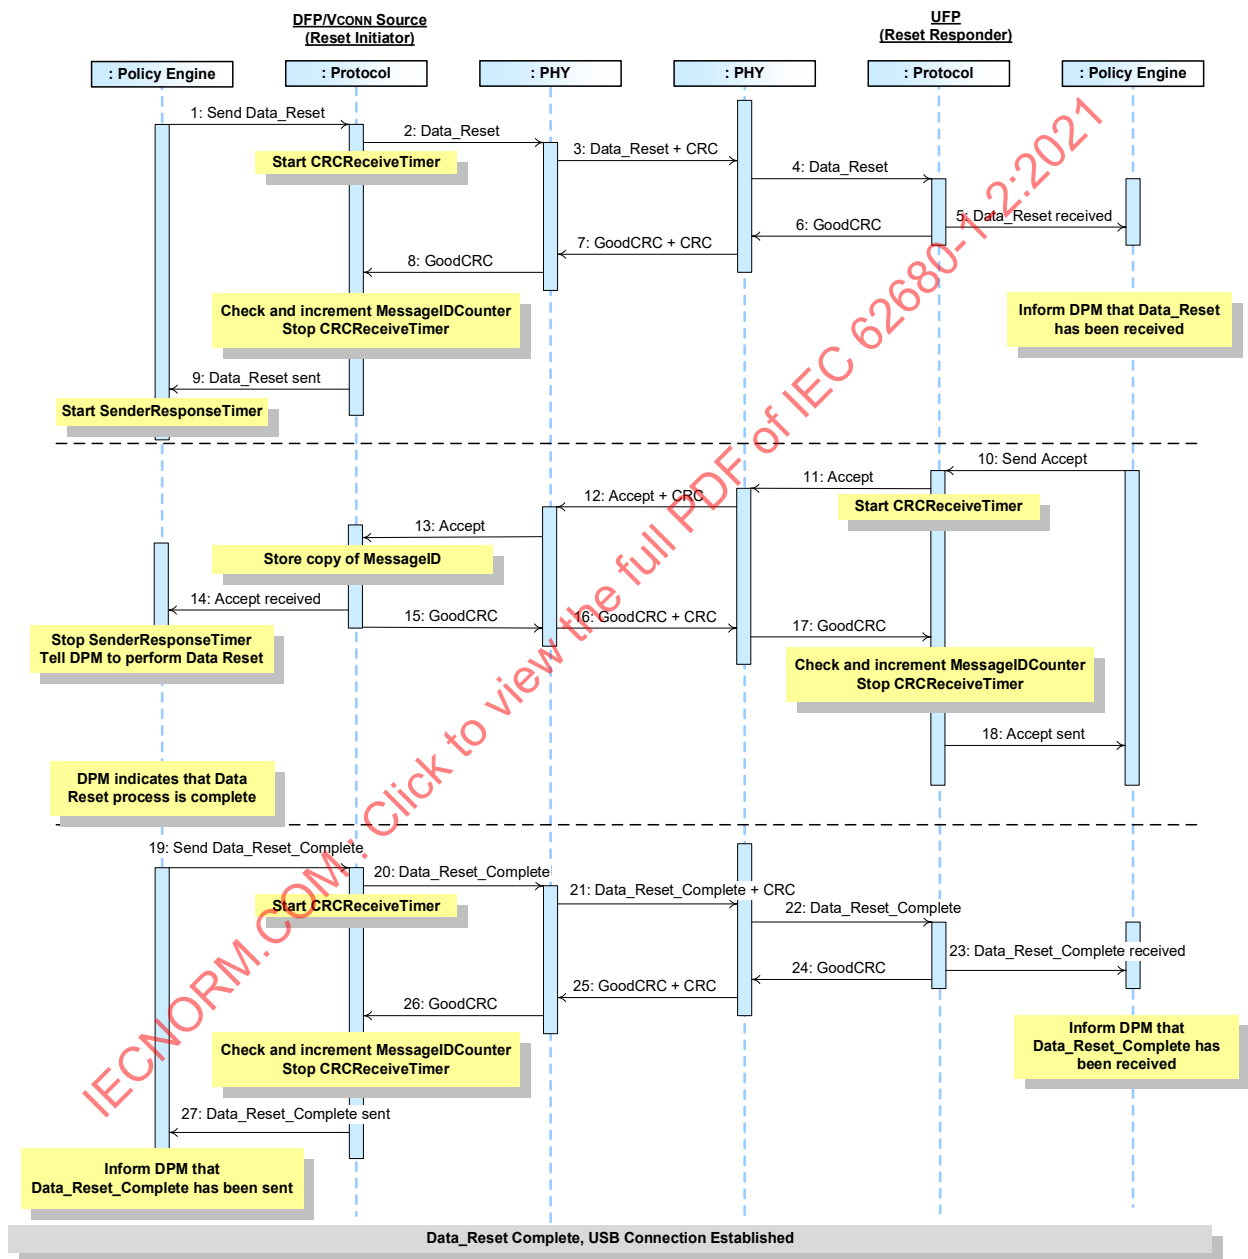 DFP/VCONN Source
(Reset Initiator)
UFP
(Reset Responder)
: Policy Engine
: Protocol
: PHY
: PHY
: Protocol
: Policy Engine
1: Send Data_Reset
2: Data_Reset
Start CRCReceiveTimer
3: Data_Reset + CRC
4: Data_Reset
5: Data_Reset received
6: GoodCRC
7: GoodCRC + CRC
8: GoodCRC
Check and increment MessageIDCounter
Stop CRCReceiveTimer
Inform DPM that Data_Reset
has been received
9: Data_Reset sent
Start SenderResponseTimer
10: Send Accept
11: Accept
Start CRCReceiveTimer
12: Accept + CRC
13: Accept
Store copy of MessageID
14: Accept received
15: GoodCRC
16: GoodCRC + CRC
17: GoodCRC
Stop SenderResponseTimer
Tell DPM to perform Data Reset
Check and increment MessageIDCounter
Stop CRCReceiveTimer
18: Accept sent
DPM indicates that Data
Reset process is complete
19: Send Data_Reset_Complete
20: Data_Reset_Complete
Start CRCReceiveTimer
21: Data_Reset_Complete + CRC
22: Data_Reset_Complete
23: Data_Reset_Complete received
24: GoodCRC
25: GoodCRC + CRC
26: GoodCRC
Check and increment MessageIDCounter
Stop CRCReceiveTimer
Inform DPM that
Data_Reset_Complete has
been received
27: Data_Reset_Complete sent
Inform DPM that
Data_Reset_Complete has been sent
Data_Reset Complete, USB Connection Established
IECNORM.COM : Click to view the full PDF of IEC 62680-1-2:2021